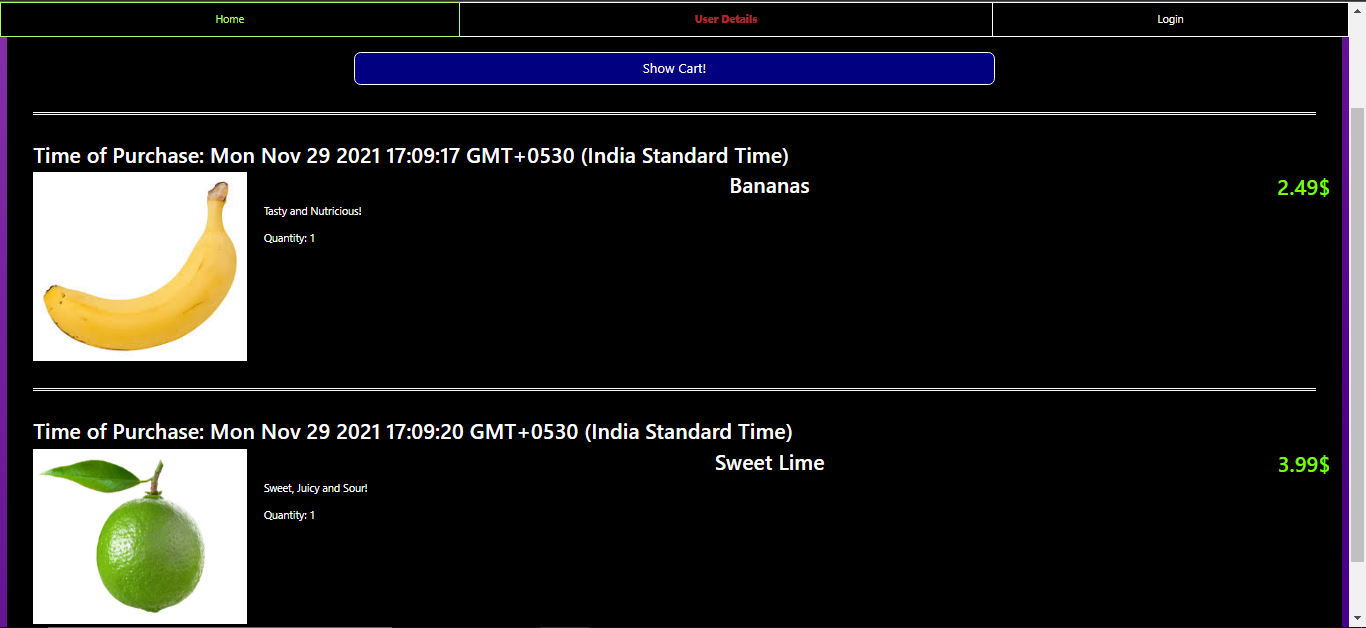 Home User Details Login
Show Cart!
Time of Purchase: Mon Nov 29 2021 17:09:17 GMT+0530 (India Standard Time)
Bananas 2.49$
Tasty and Nutricious!
Quantity: 1
Time of Purchase: Mon Nov 29 2021 17:09:20 GMT+0530 (India Standard Time)
Sweet Lime 3.99$
Sweet, Juicy and Sour!
Quantity: 1